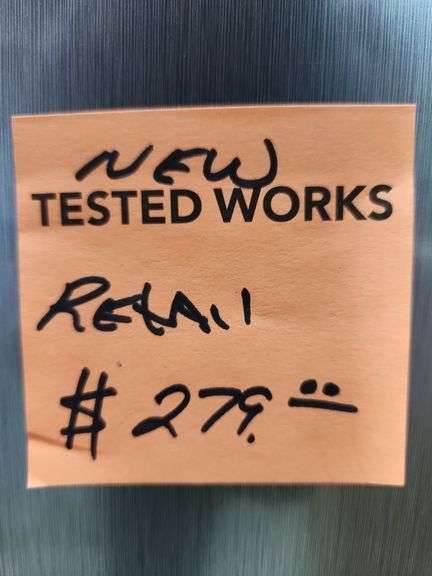 NEW
TESTED WORKS
RETAIL
$ 279.00